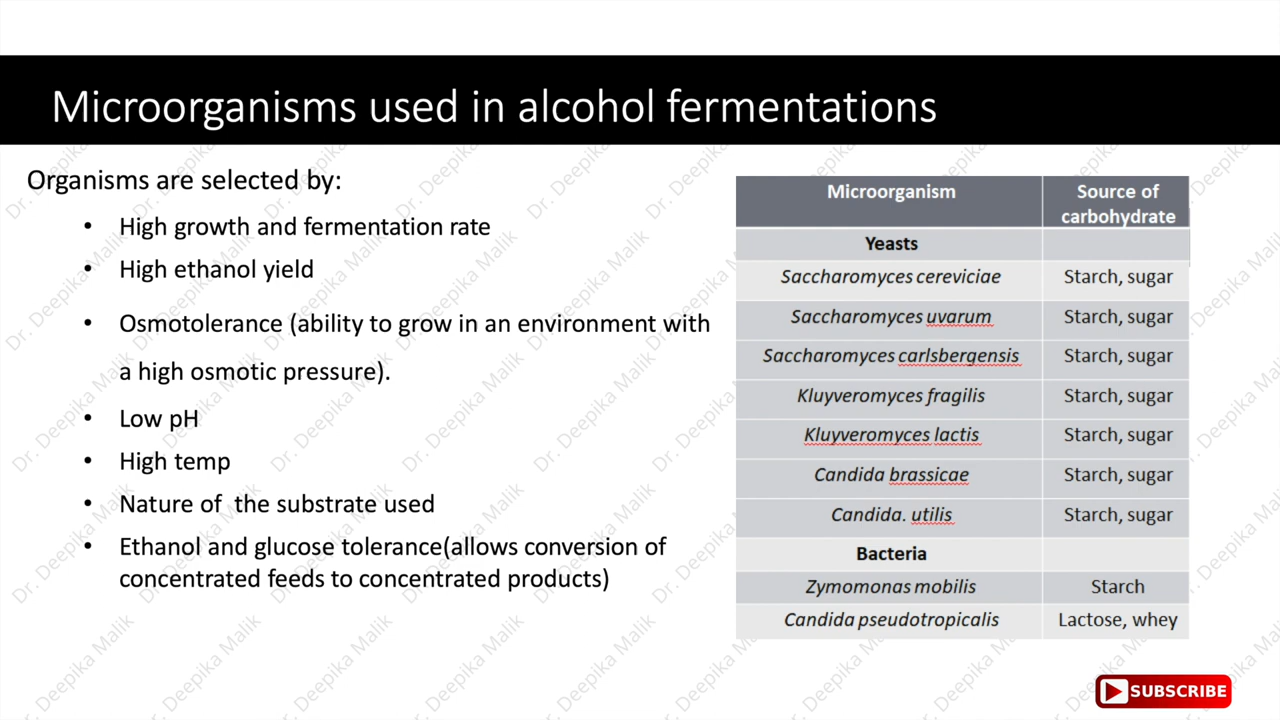 Microorganisms used in alcohol fermentations
Organisms are selected by:
• High growth and fermentation rate
• High ethanol yield
• Osmotolerance (ability to grow in an environment with
a high osmotic pressure).
• Low pH
• High temp
• Nature of the substrate used
• Ethanol and glucose tolerance(allows conversion of
concentrated feeds to concentrated products)
Microorganism Source of
carbohydrate
Yeasts
Saccharomyces cereviciae Starch, sugar
Saccharomyces uvarum Starch, sugar
Saccharomyces carlsbergensis Starch, sugar
Kluyveromyces fragilis Starch, sugar
Kluyveromyces lactis Starch, sugar
Candida brassicae Starch, sugar
Candida. utilis Starch, sugar
Bacteria
Zymomonas mobilis Starch
Candida pseudotropicalis Lactose, whey
SUBSCRIBE
Dr. Deepika Malik